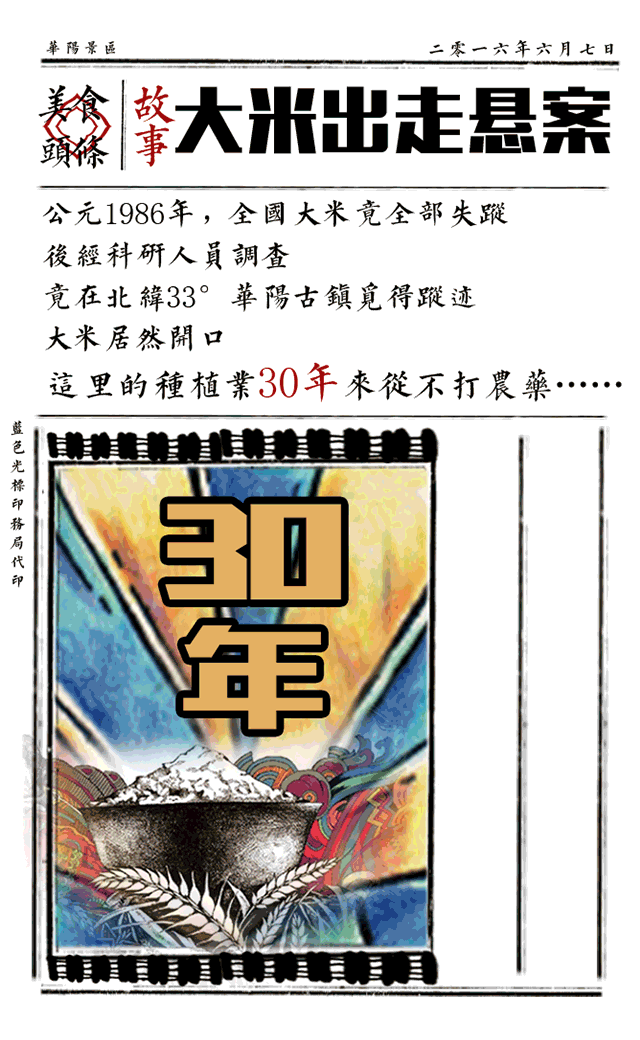 華陽景區
二零一六年六月七日
美食
頭條
故事
大米出走悬案
公元1986年，全國大米竟全部失蹤
後經科研人員調查
竟在北緯33°華陽古鎮覓得蹤迹
大米居然開口
這里的種植業30年來從不打農藥……
藍色光標印務局代印
30
年